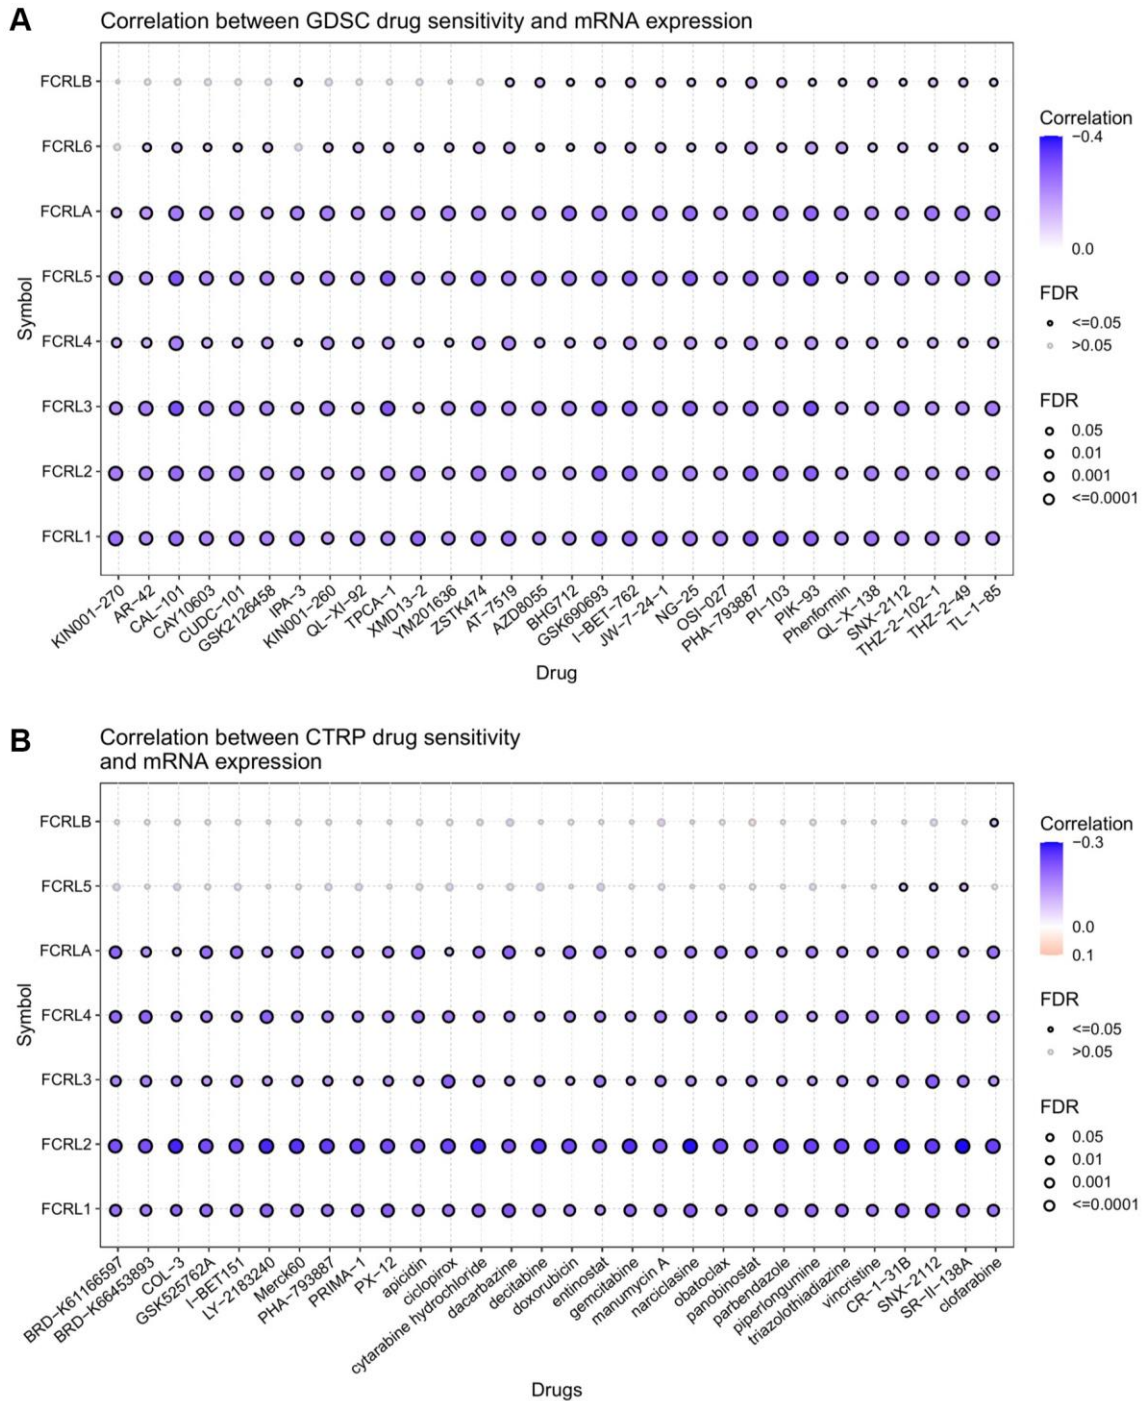 A
Correlation between GDSC drug sensitivity and mRNA expression
FCRLB
FCRL6
FCRLA
FCRL5
FCRL4
FCRL3
FCRL2
FCRL1
Symbol
KIN001−270
AR−42
CAL−101
CAY10603
CUDC−101
GSK2126458
IPA−3
KIN001−260
QL−XI−92
TPCA−1
XMD13−2
YM201636
ZSTK474
AT−7519
AZD8055
BHG712
GSK690693
I−BET−762
JW−7−24−1
NG−25
OSI−027
PHA−793887
PI−103
PIK−93
Phenformin
QL−X−138
SNX−2112
THZ−2−102−1
THZ−2−49
TL−1−85
Drug
Correlation
−0.4
0.0
FDR
<=0.05
>0.05
FDR
0.05
0.01
0.001
<=0.0001
B
Correlation between CTRP drug sensitivity
and mRNA expression
FCRLB
FCRL5
FCRLA
FCRL4
FCRL3
FCRL2
FCRL1
Symbol
BRD−K61166597
BRD−K66453893
COL−3
GSK525762A
I−BET151
LY−2183240
Merck60
PHA−793887
PRIMA−1
PX−12
apicidin
ciclopirox
cytarabine hydrochloride
dacarbazine
decitabine
doxorubicin
entinostat
gemcitabine
manumycin A
narciclasine
obatoclax
panobinostat
parbendazole
piperlongumine
triazolothiadiazine
vincristine
CR−1−31B
SNX−2112
SR−II−138A
clofarabine
Drugs
Correlation
−0.3
0.0
0.1
FDR
<=0.05
>0.05
FDR
0.05
0.01
0.001
<=0.0001